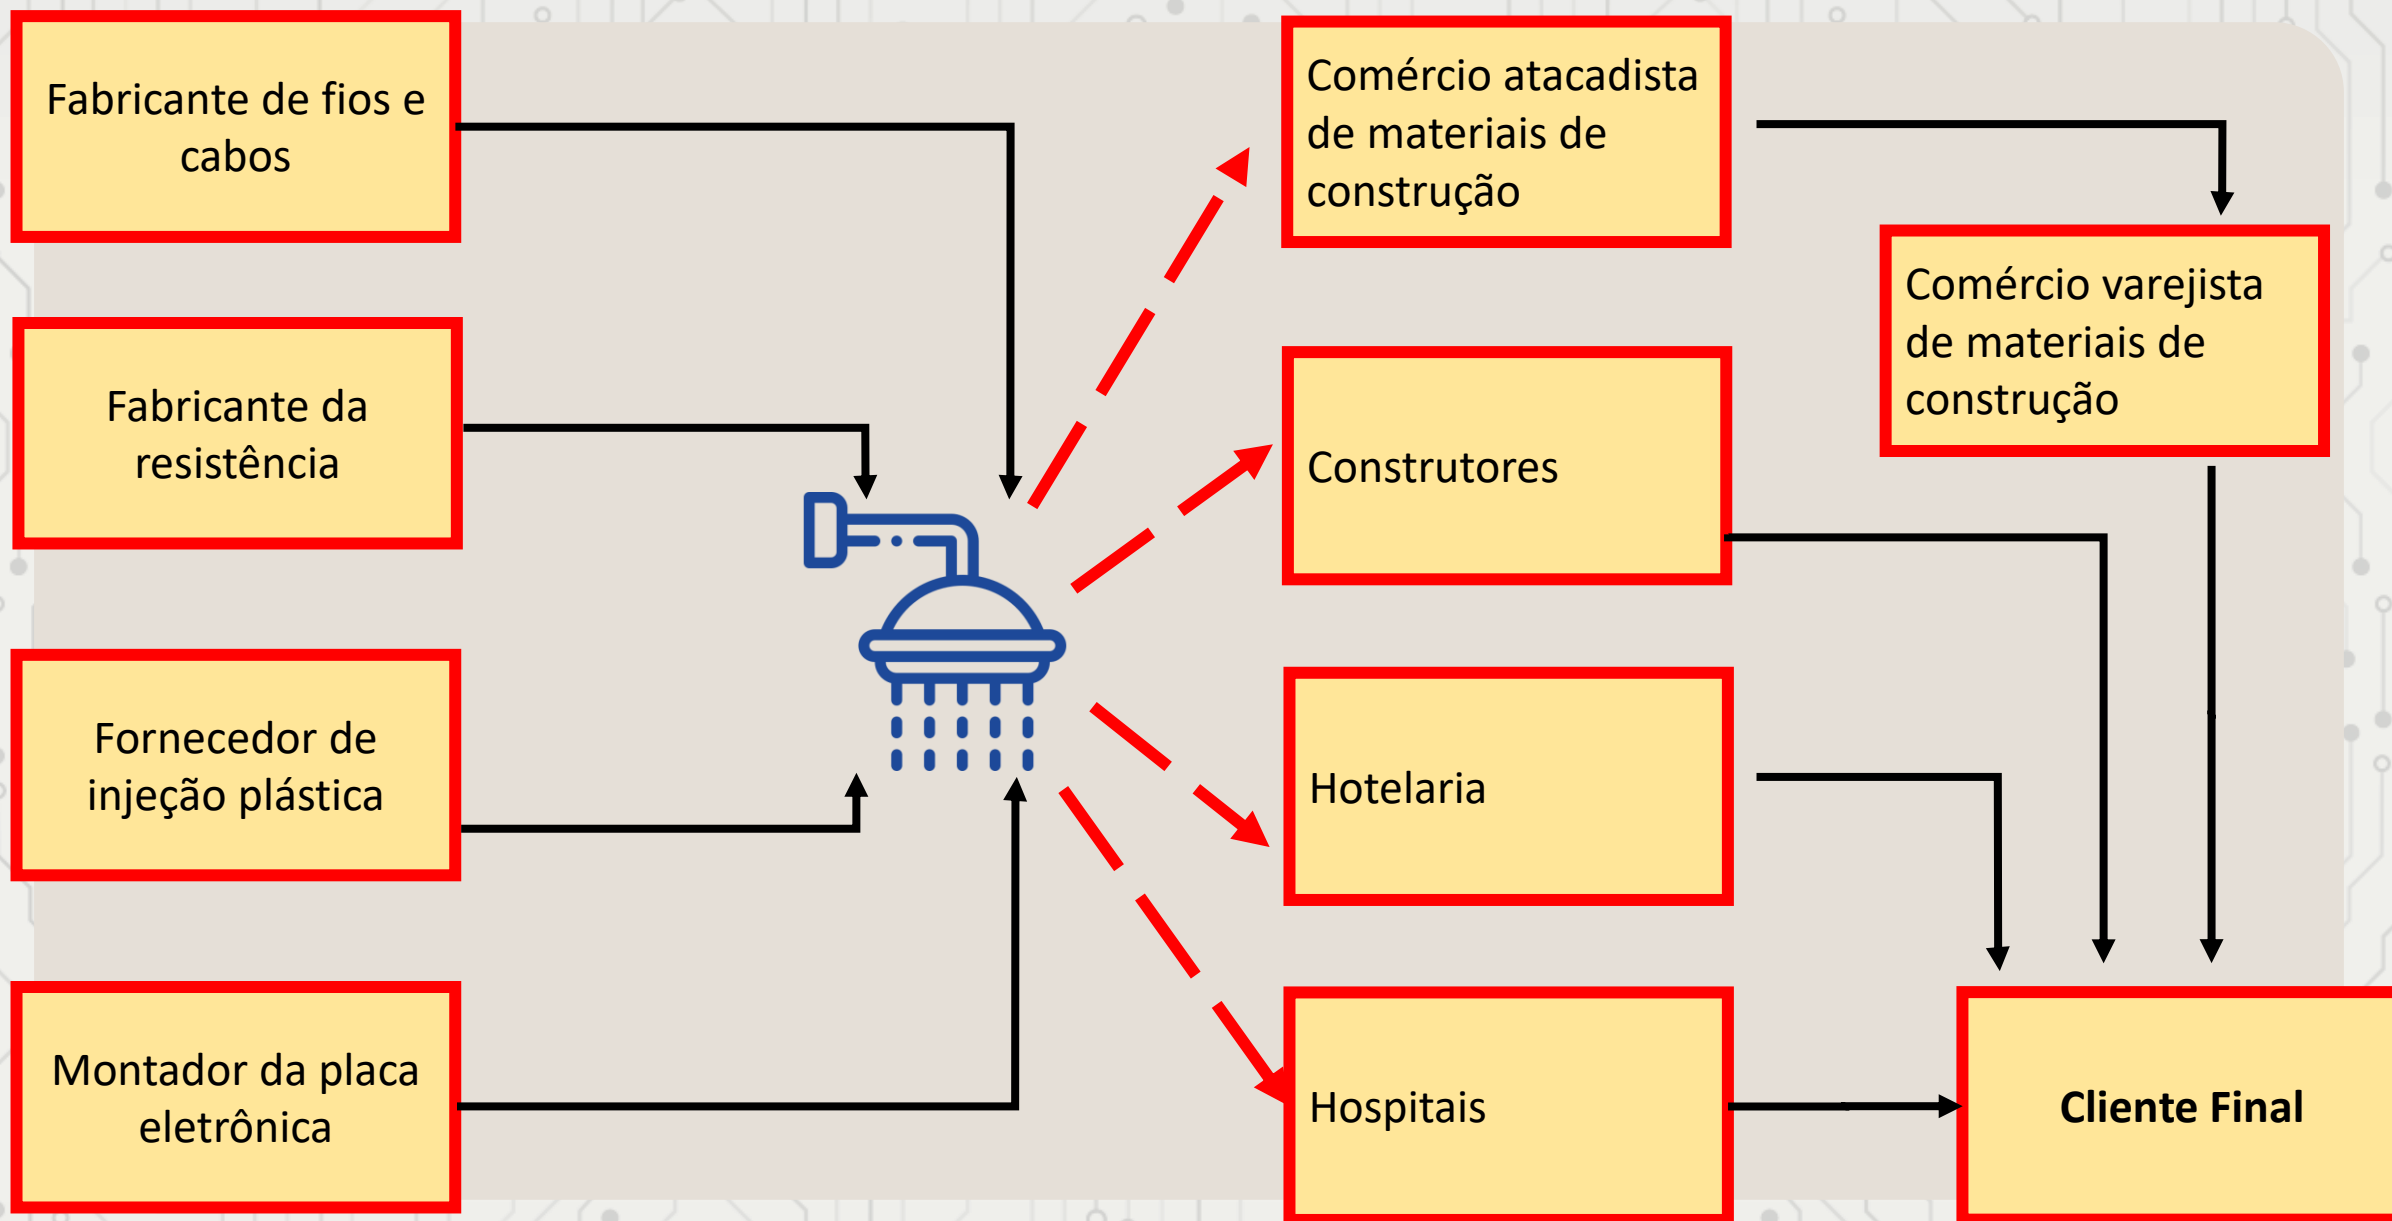 Fabricante de fios e
cabos
Fabricante da
resistência
Fornecedor de
injeção plástica
Montador da placa
eletrônica
Comércio atacadista
de materiais de
construção
Construtores
Hotelaria
Hospitais
Comércio varejista
de materiais de
construção
Cliente Final